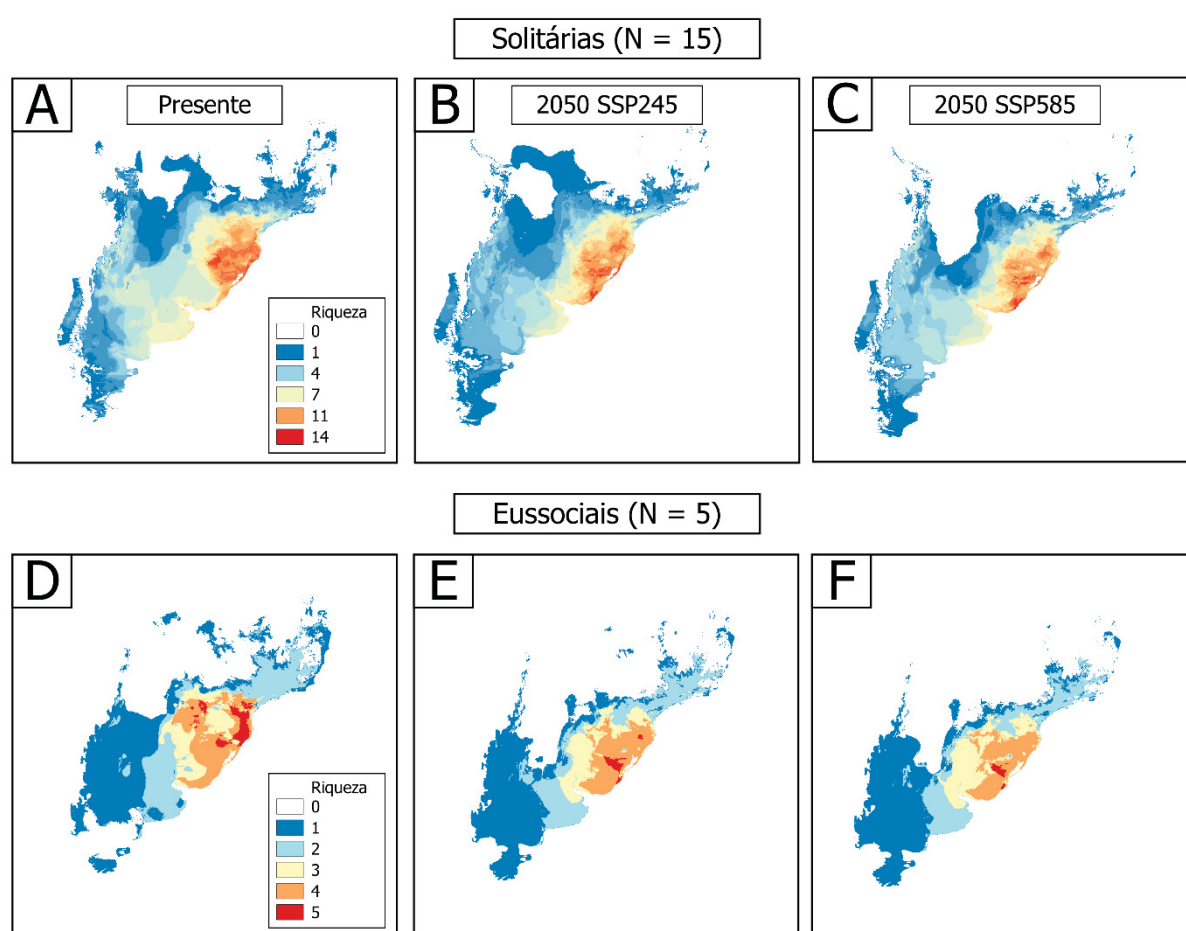 Solitárias (N = 15)
A
Presente
B
2050 SSP245
C
2050 SSP585
Riqueza
0
1
4
7
11
14
Eussociais (N = 5)
D
E
F
Riqueza
0
1
2
3
4
5